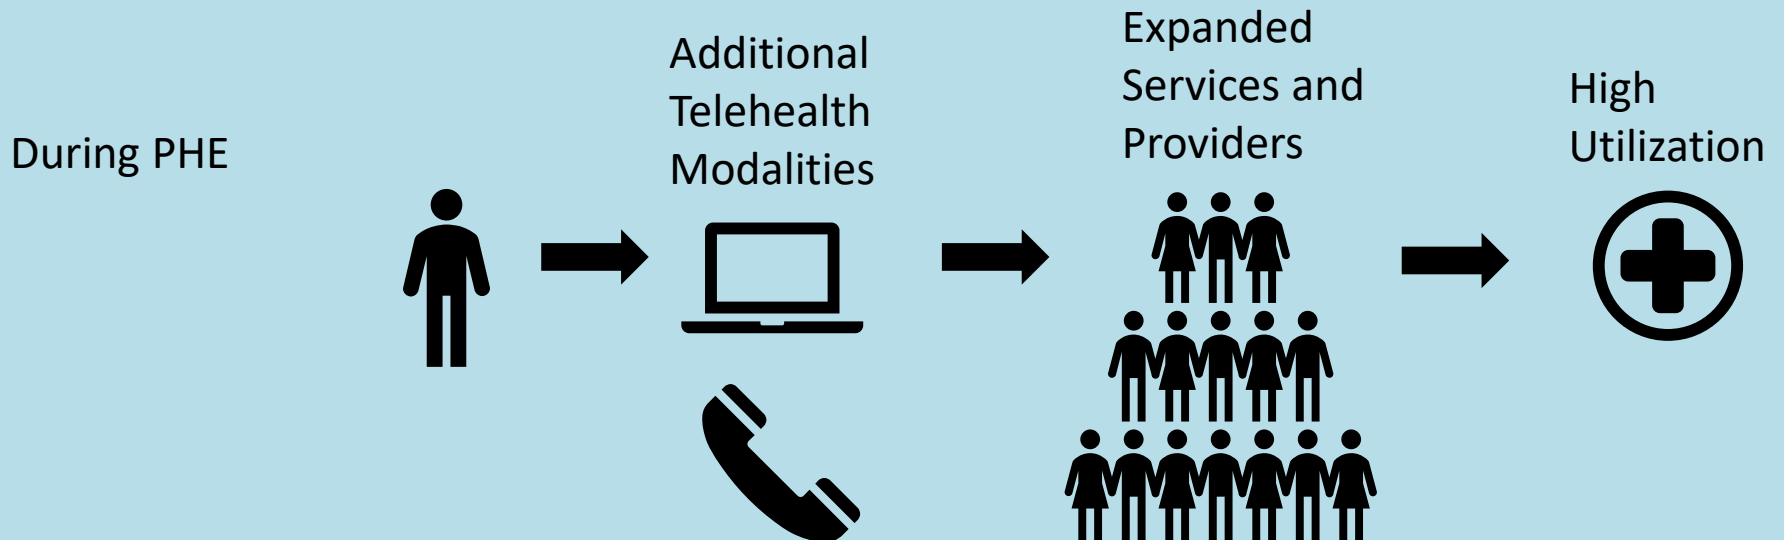 During PHE
Additional
Telehealth
Modalities
Expanded
Services and
Providers
High
Utilization